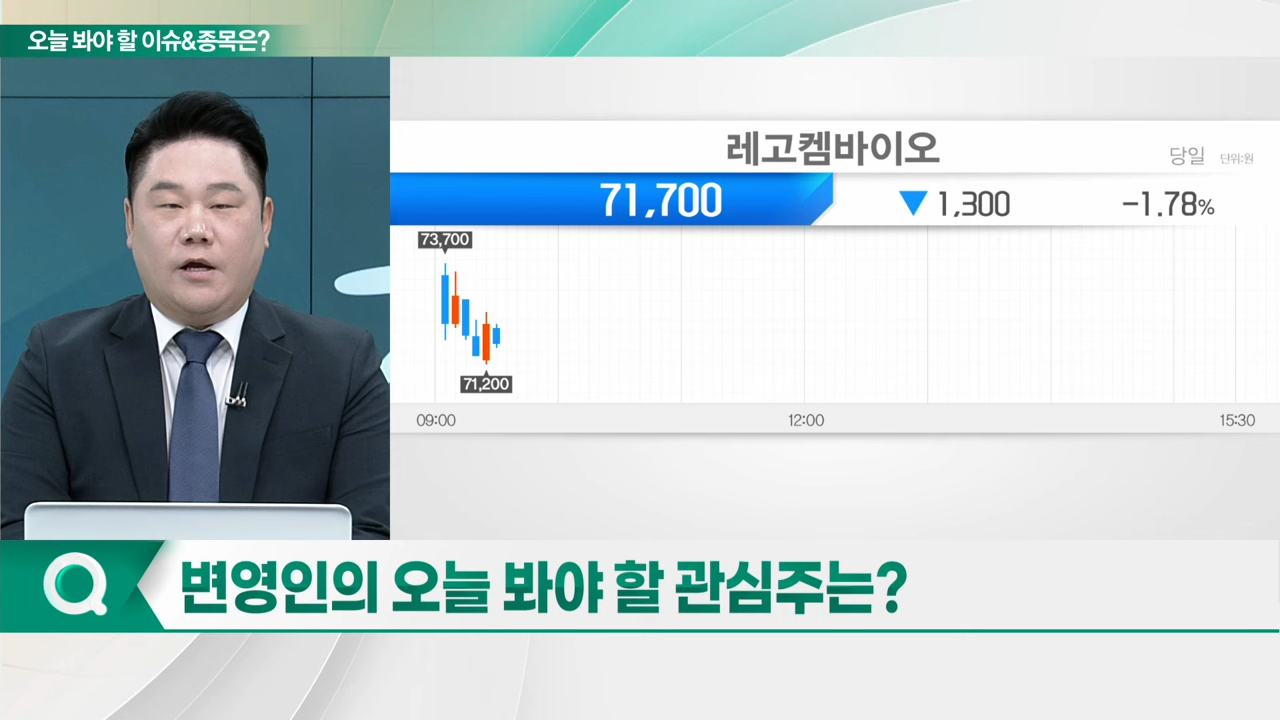 오늘 봐야 할 이슈&종목은?
레고켐바이오
당일 단위:원
71,700 ▼ 1,300 -1.78%
73,700
71,200
09:00 12:00 15:30
변영인의 오늘 봐야 할 관심주는?